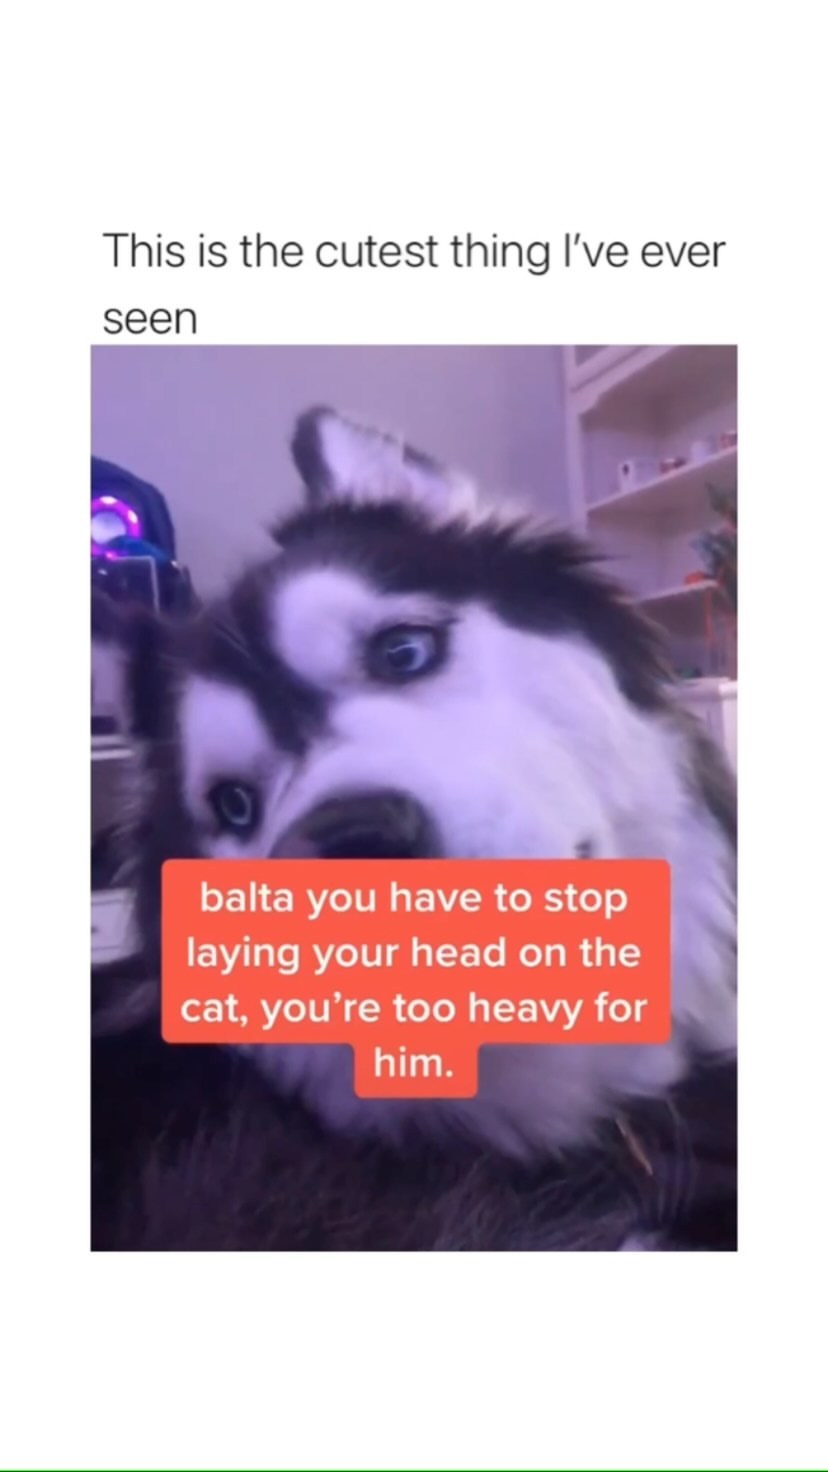 This is the cutest thing I've ever
seen
balta you have to stop
laying your head on the
cat, you're too heavy for
him.